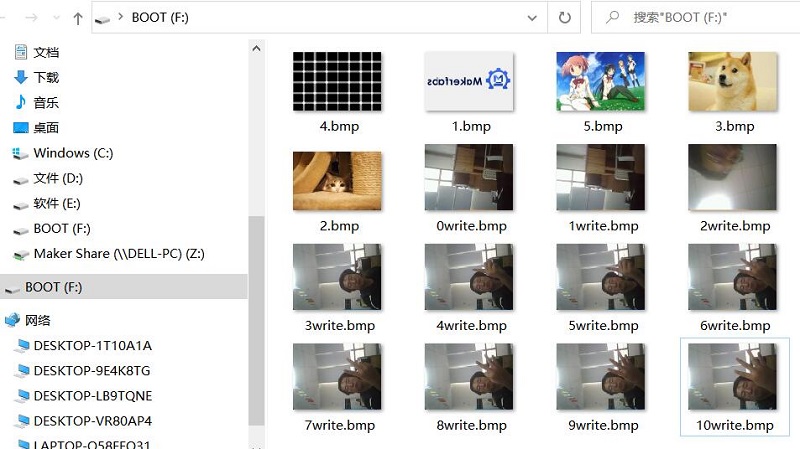 BOOT (F:)
搜索"BOOT (F:)"
文档
下载
音乐
桌面
Windows (C:)
文件 (D:)
软件 (E:)
BOOT (F:)
Maker Share (\\DELL-PC) (Z:)
BOOT (F:)
网络
DESKTOP-1T10A1A
DESKTOP-9E4K8TG
DESKTOP-LB9TQNE
DESKTOP-VR80AP4
Makerfabs
4.bmp
1.bmp
5.bmp
3.bmp
2.bmp
0write.bmp
1write.bmp
2write.bmp
3write.bmp
4write.bmp
5write.bmp
6write.bmp
7write.bmp
8write.bmp
9write.bmp
10write.bmp